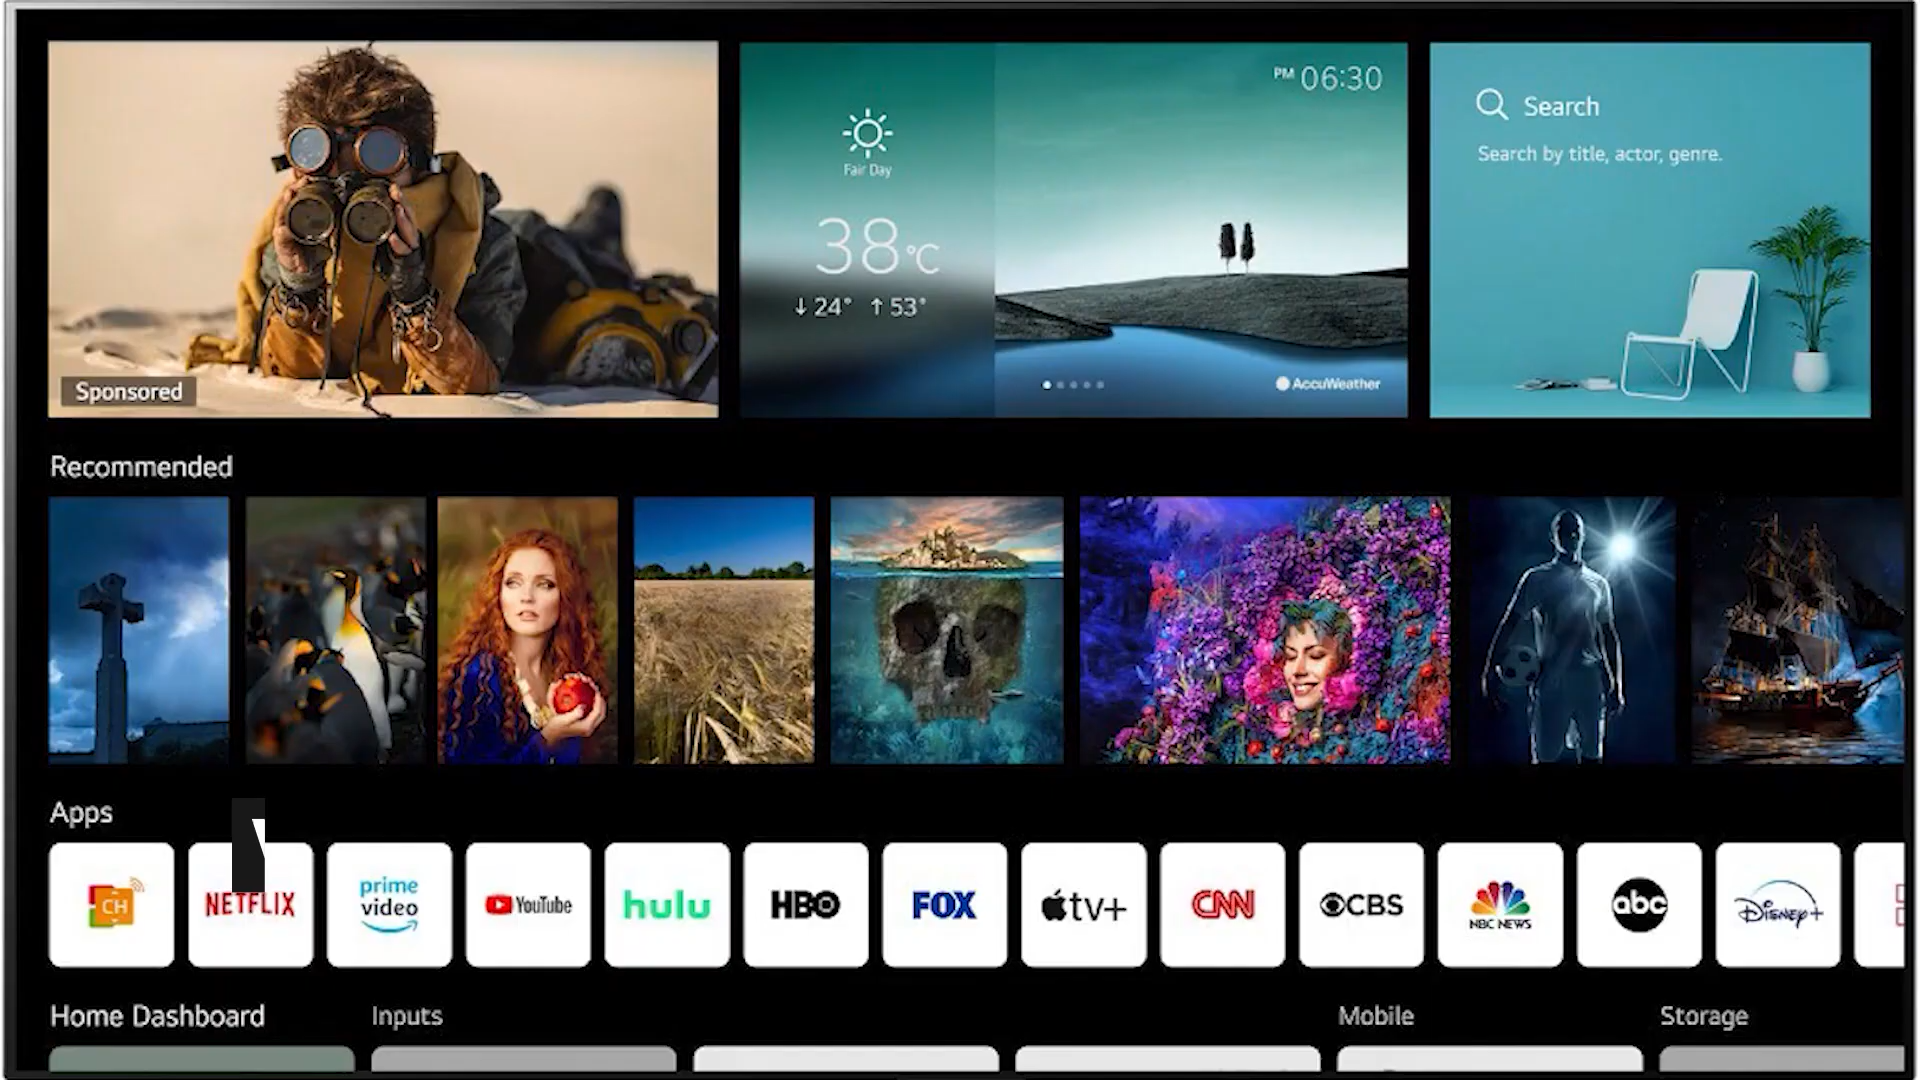 PM 06:30
Search
Search by title, actor, genre.
Fair Day
38°C
↓ 24° ↑ 53°
Sponsored
AccuWeather
Recommended
Apps
CH
NETFLIX
prime video
YouTube
hulu
HBO
FOX
tv+
CNN
CBS
NBC NEWS
abc
Disney+
Home Dashboard
Inputs
Mobile
Storage